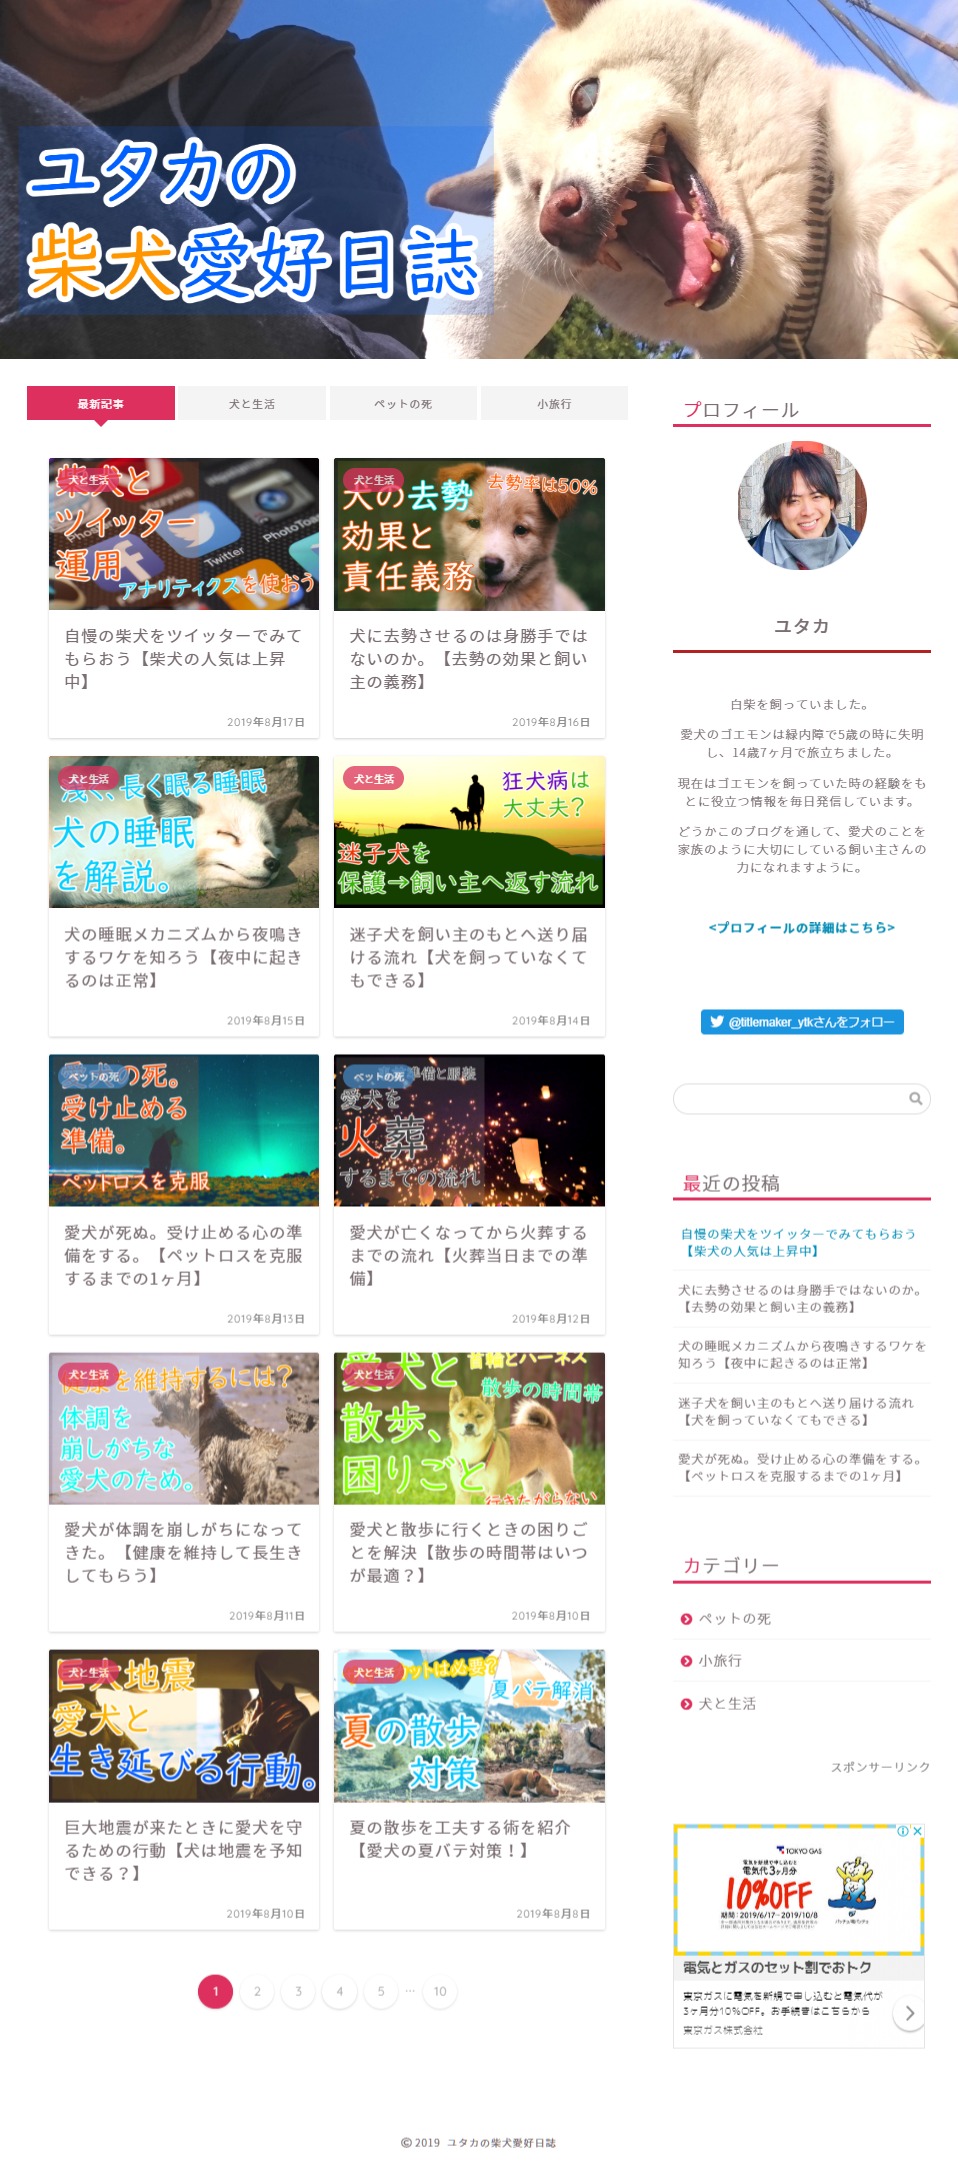 ユタカの
柴犬愛好日誌
最新記事
犬と生活
ペットの死
小旅行
犬と生活
ツイッター
運用
アナリティクスを使おう
Twitter
自慢の柴犬をツイッターでみて
もらおう【柴犬の人気は上昇
中】
2019年8月17日
犬と生活
去勢率は50%
犬の去勢
効果と
責任義務
犬に去勢させるのは身勝手では
ないのか。【去勢の効果と飼い
主の義務】
2019年8月16日
犬と生活
浅く、長く眠る睡眠
犬の睡眠
を解説。
犬の睡眠メカニズムから夜鳴き
するワケを知ろう【夜中に起き
るのは正常】
2019年8月15日
犬と生活
狂犬病は
大丈夫?
迷子犬を
保護→飼い主へ返す流れ
迷子犬を飼い主のもとへ送り届
ける流れ【犬を飼っていなくて
もできる】
2019年8月14日
ペットの死
の死。
受け止める
準備。
ペットロスを克服
愛犬が死ぬ。受け止める心の準
備をする。【ペットロスを克服
するまでの1ヶ月】
2019年8月13日
ペットの死
準備と服装
愛犬を
火葬
するまでの流れ
愛犬が亡くなってから火葬する
までの流れ【火葬当日までの準
備】
2019年8月12日
犬と生活
健康を維持するには?
体調を
崩しがちな
愛犬のため。
愛犬が体調を崩しがちになって
きた。【健康を維持して長生き
してもらう】
2019年8月11日
犬と生活
首輪とハーネス
愛犬と
散歩の時間帯
散歩、
困りごと
行きたがらない
愛犬と散歩に行くときの困りご
とを解決【散歩の時間帯はいつ
が最適?】
2019年8月10日
犬と生活
巨大地震
愛犬と
生き延びる行動。
巨大地震が来たときに愛犬を守
るための行動【犬は地震を予知
できる?】
2019年8月10日
犬と生活
ットは必要?
夏バテ解消
夏の散歩
対策
夏の散歩を工夫する術を紹介
【愛犬の夏バテ対策!】
2019年8月8日
1 2 3 4 5 … 10
プロフィール
ユタカ
白柴を飼っていました。
愛犬のゴエモンは緑内障で5歳の時に失明
し、14歳7ヶ月で旅立ちました。
現在はゴエモンを飼っていた時の経験をも
とに役立つ情報を毎日発信しています。
どうかこのブログを通して、愛犬のことを
家族のように大切にしている飼い主さんの
力になれますように。
<プロフィールの詳細はこちら>
@titlemaker_ytkさんをフォロー
最近の投稿
自慢の柴犬をツイッターでみてもらおう
【柴犬の人気は上昇中】
犬に去勢させるのは身勝手ではないのか。
【去勢の効果と飼い主の義務】
犬の睡眠メカニズムから夜鳴きするワケを
知ろう【夜中に起きるのは正常】
迷子犬を飼い主のもとへ送り届ける流れ
【犬を飼っていなくてもできる】
愛犬が死ぬ。受け止める心の準備をする。
【ペットロスを克服するまでの1ヶ月】
カテゴリー
ペットの死
小旅行
犬と生活
スポンサーリンク
TOKYO GAS
電気を新規で申し込むと
電気代3ヶ月分
10%OFF
期間:2019/6/17-2019/10/8
電気とガスのセット割でおトク
東京ガスに電気を新規で申し込むと電気代が
3ヶ月分10%OFF。お手続きはこちらから
東京ガス株式会社
© 2019 ユタカの柴犬愛好日誌